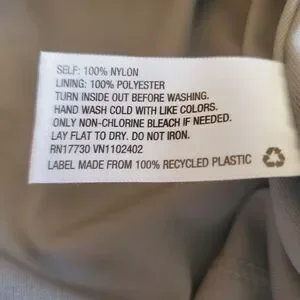 SELF: 100% NYLON
LINING: 100% POLYESTER
TURN INSIDE OUT BEFORE WASHING.
HAND WASH COLD WITH LIKE COLORS.
ONLY NON-CHLORINE BLEACH IF NEEDED.
LAY FLAT TO DRY. DO NOT IRON.
RN17730 VN1102402
LABEL MADE FROM 100% RECYCLED PLASTIC